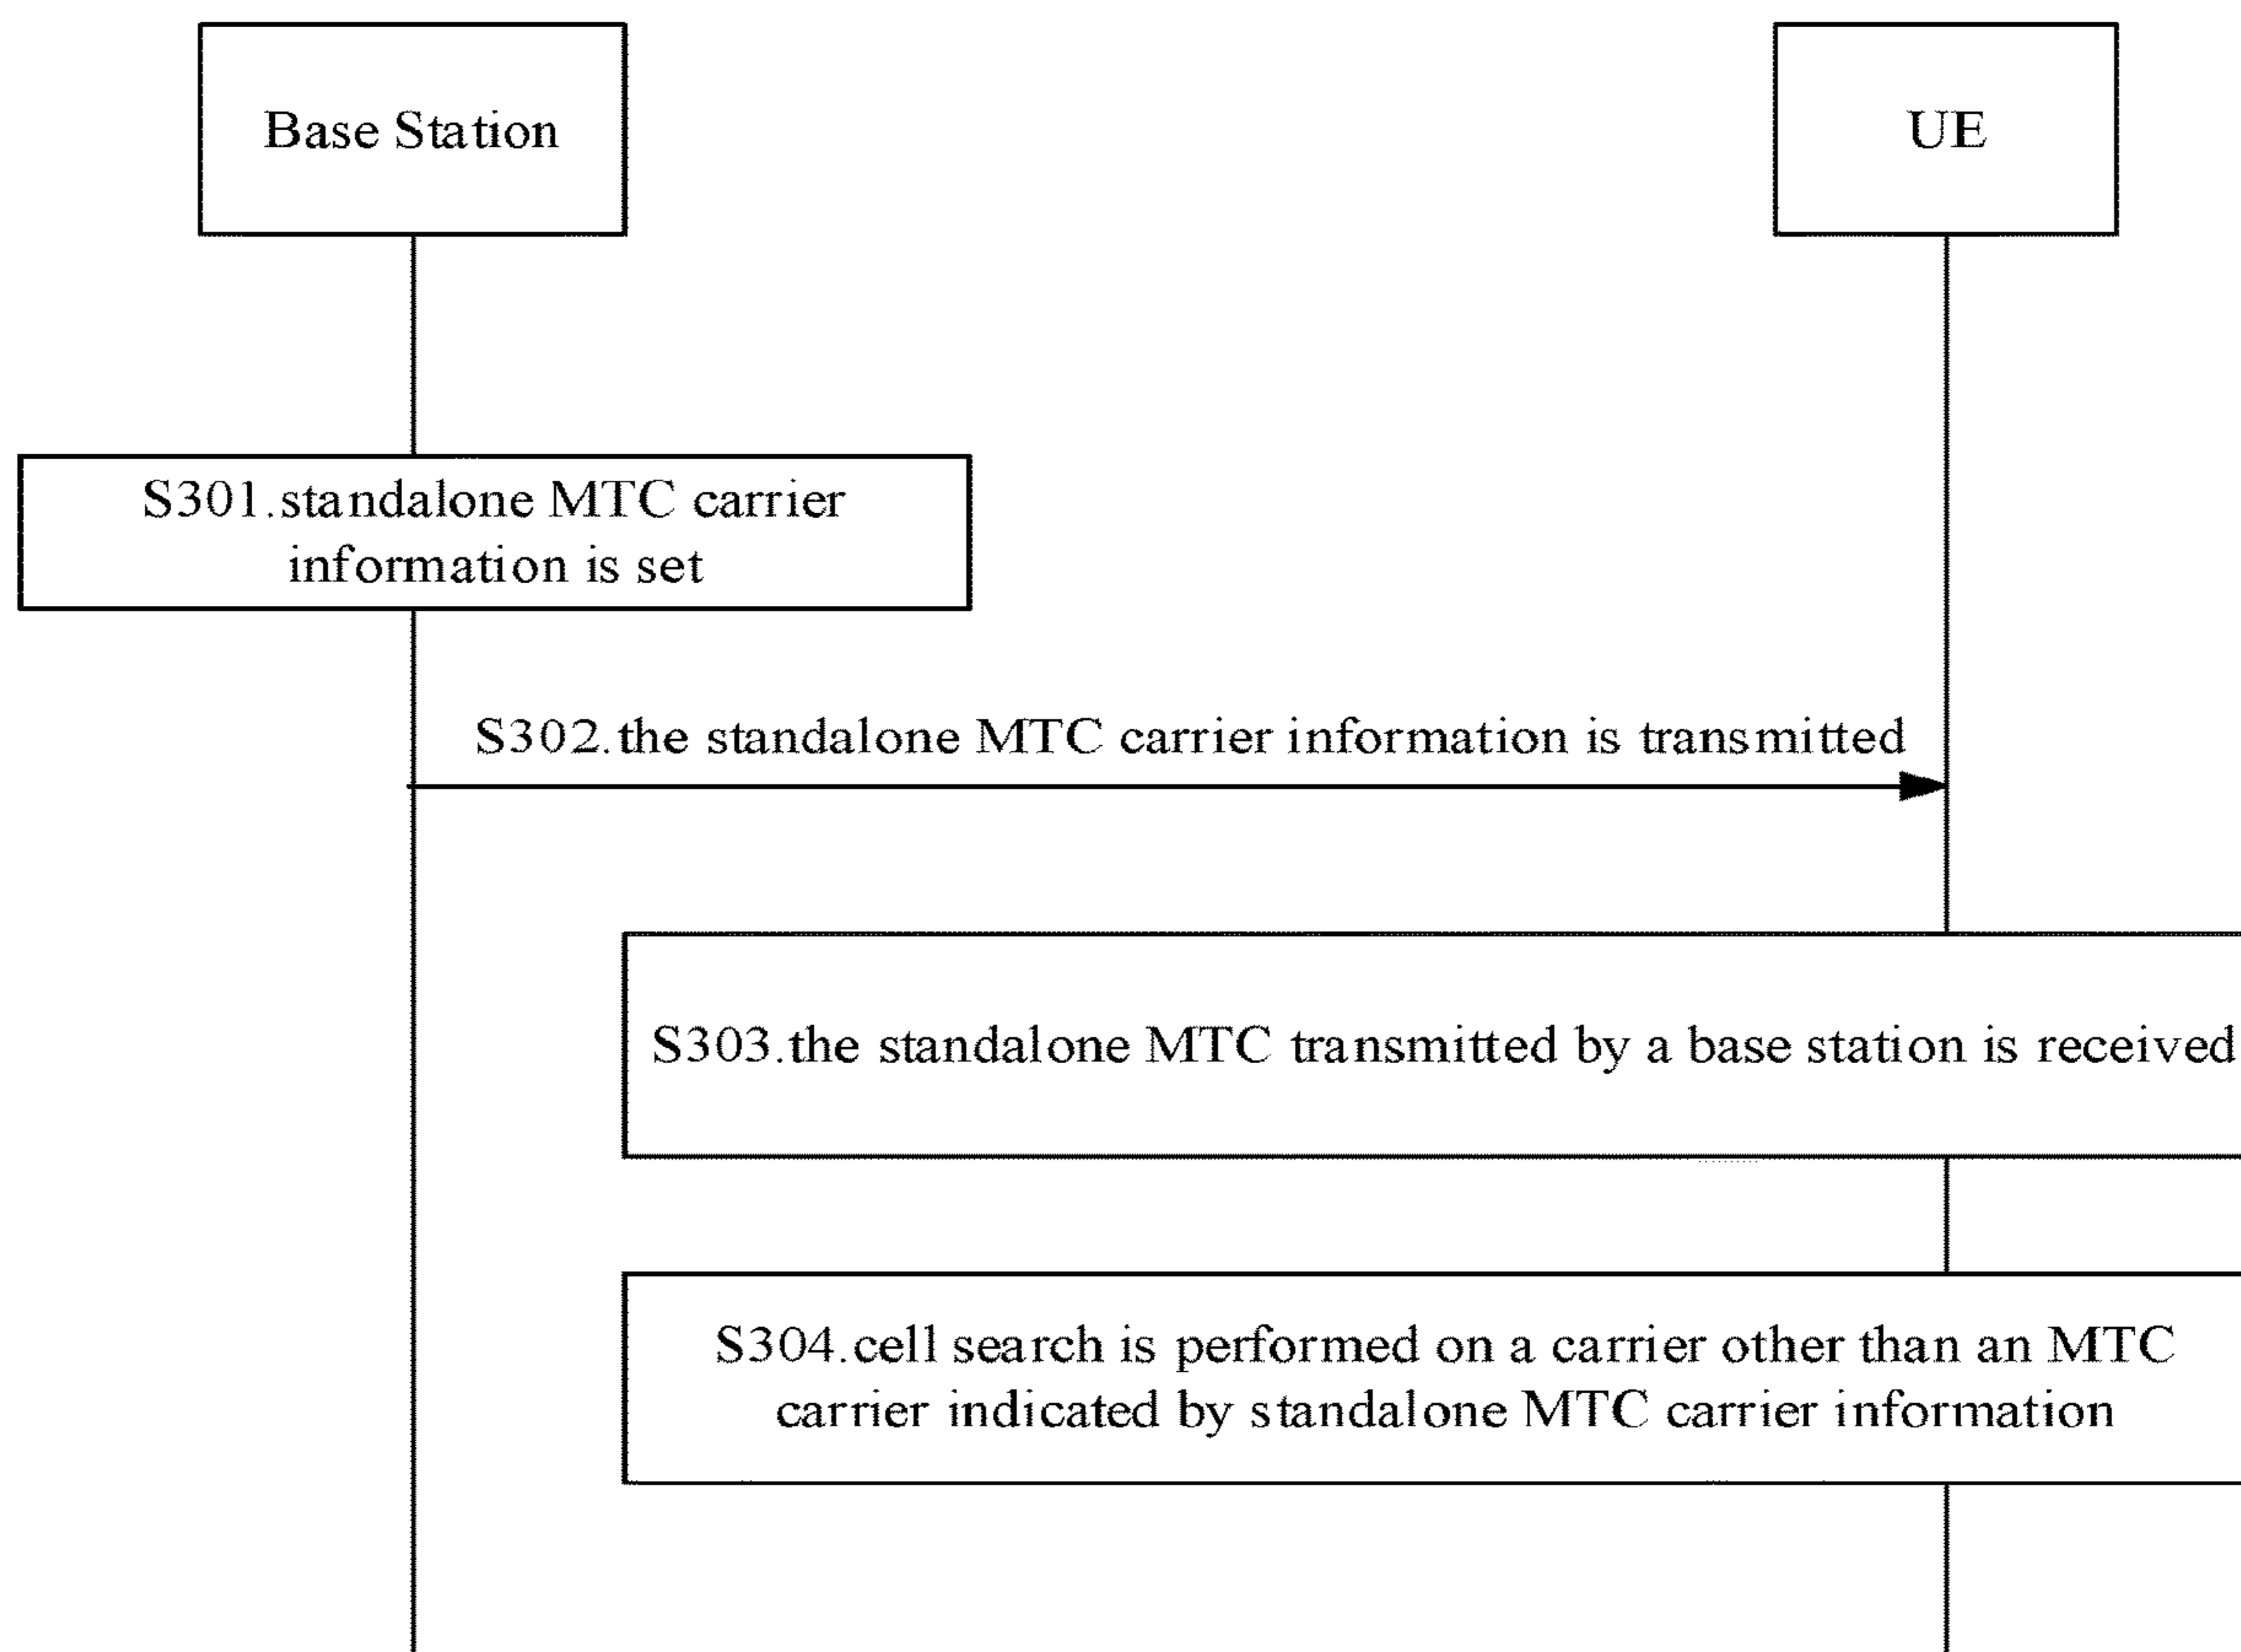 Base Station
UE
S301.standalone MTC carrier
information is set
S302.the standalone MTC carrier information is transmitted
S303.the standalone MTC transmitted by a base station is received
S304.cell search is performed on a carrier other than an MTC
carrier indicated by standalone MTC carrier information